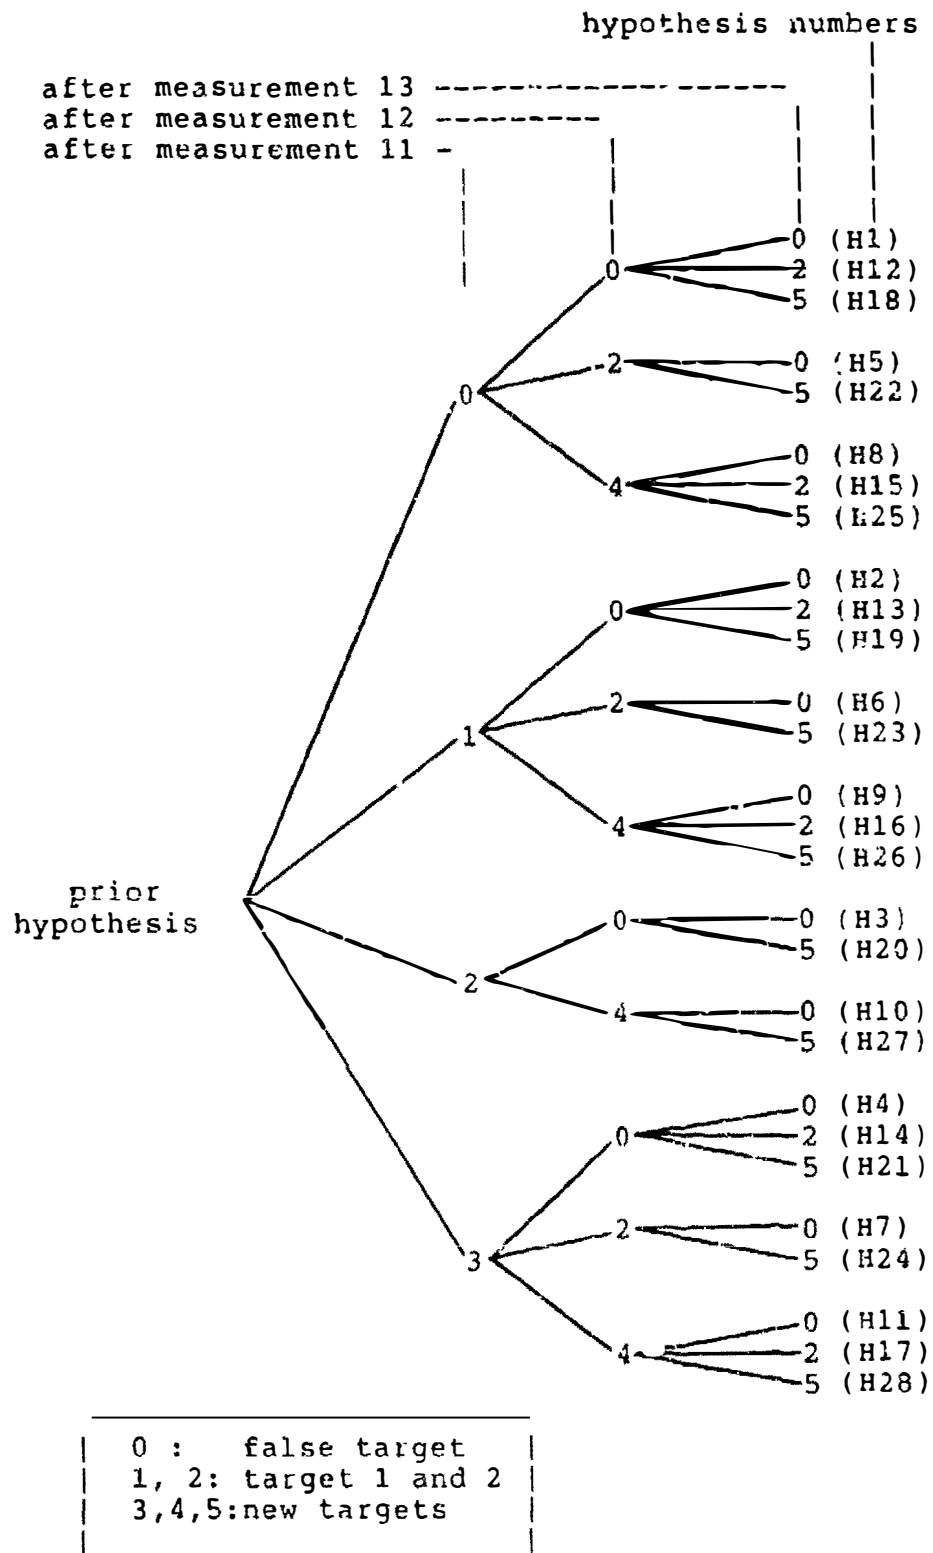 hypothesis numbers
after measurement 13
after measurement 12
after measurement 11
0 (H1)
0 2 (H12)
5 (H18)
2 0 (H5)
0 5 (H22)
0 (H8)
4 2 (H15)
5 (H25)
0 (H2)
0 2 (H13)
5 (H19)
2 0 (H6)
1 5 (H23)
0 (H9)
4 2 (H16)
5 (H26)
prior
hypothesis
0 0 (H3)
5 (H20)
2
4 0 (H10)
5 (H27)
0 (H4)
0 2 (H14)
5 (H21)
2 0 (H7)
3 5 (H24)
0 (H11)
4 2 (H17)
5 (H28)
0 : false target
1, 2: target 1 and 2
3,4,5:new targets